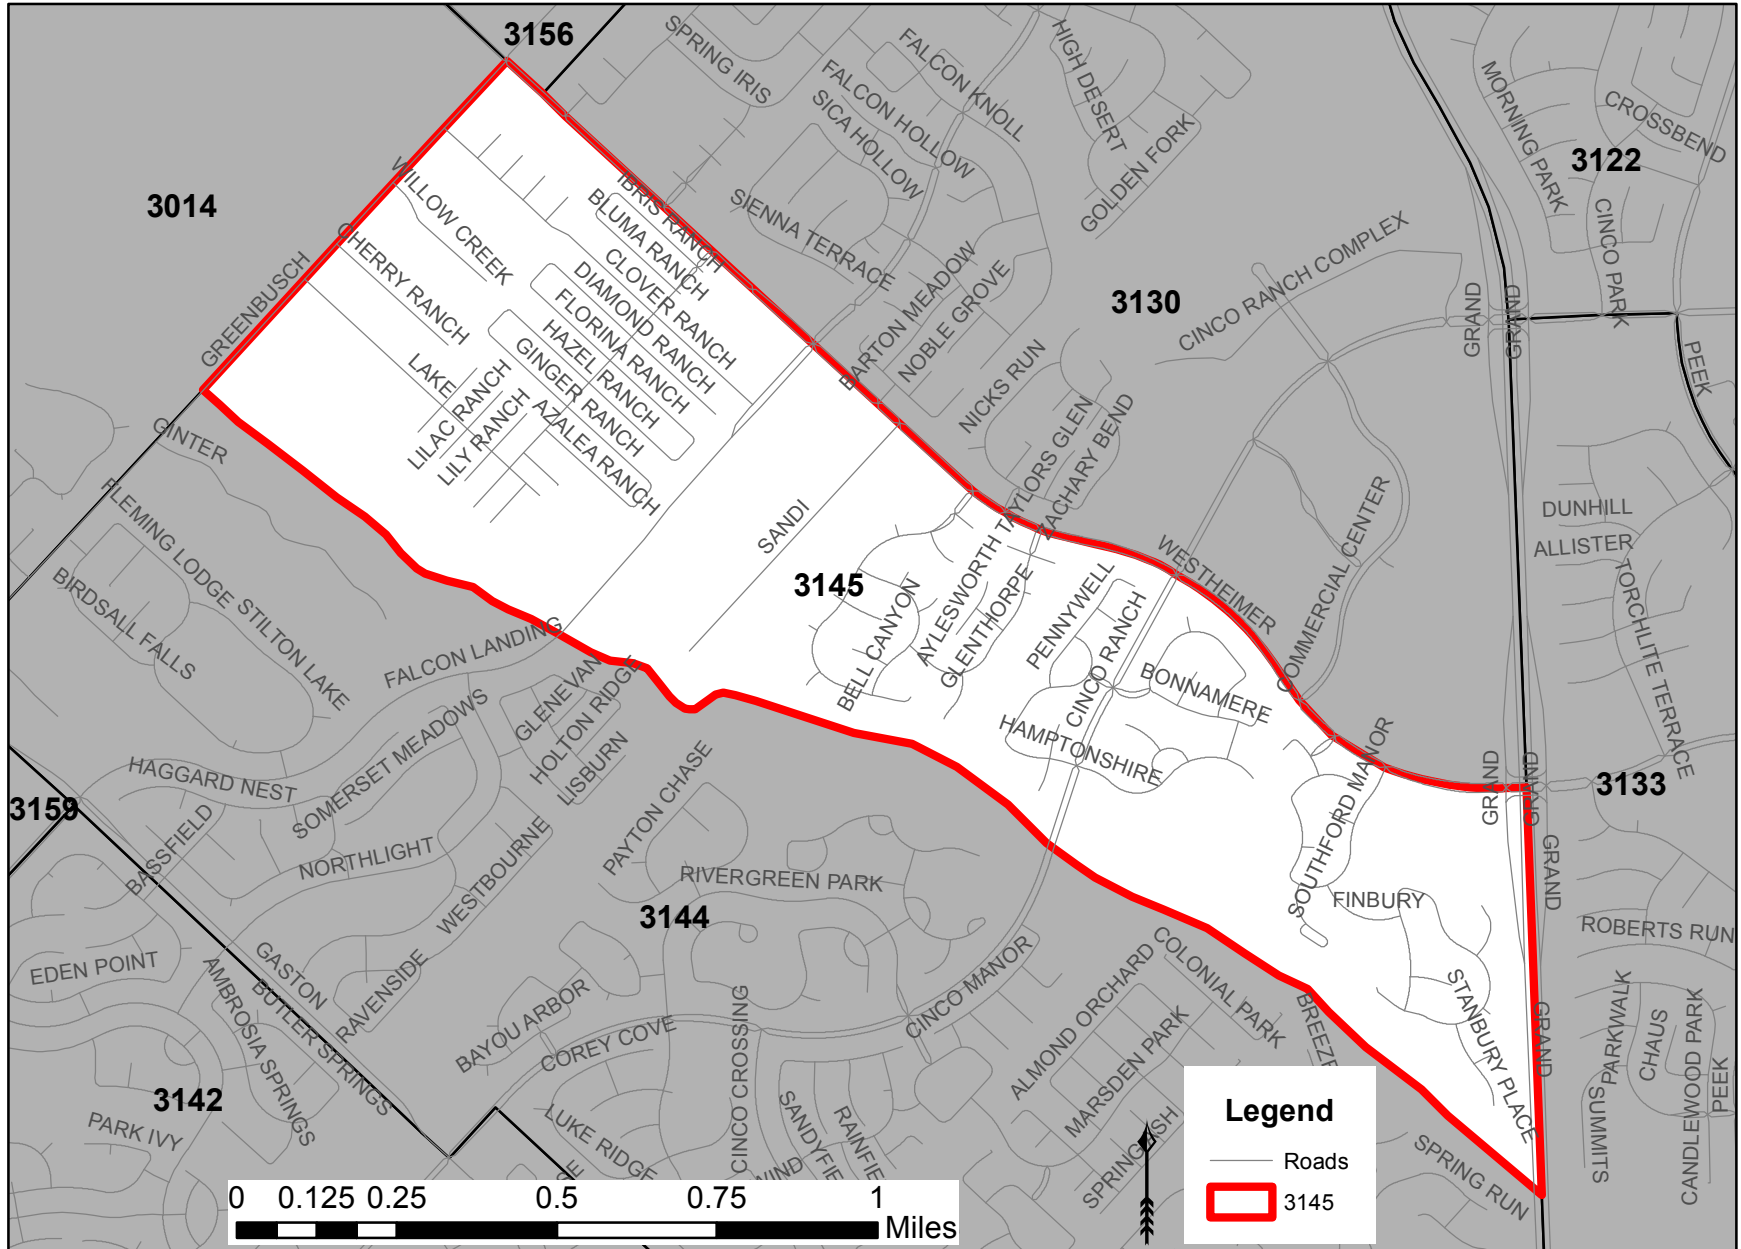 3156
SPRING IRIS
FALCON KNOLL
FALCON HOLLOW
SICA HOLLOW
HIGH DESERT
GOLDEN FORK
MORNING PARK
CROSSBEND
3122
CINCO PARK
3014
WILLOW CREEK
CHERRY RANCH
GREENBUSCH
IBRIS RANCH
BLUMA RANCH
CLOVER RANCH
DIAMOND RANCH
FLORINA RANCH
HAZEL RANCH
GINGER RANCH
AZALEA RANCH
LAKE
LILAC RANCH
LILY RANCH
SIENNA TERRACE
BARTON MEADOW
NOBLE GROVE
NICKS RUN
3130
CINCO RANCH COMPLEX
GRAND
GRAND
PEEK
GINTER
FLEMING LODGE
STILTON LAKE
BIRDSALL FALLS
SANDI
3145
TAYLORS GLEN
ZACHARY BEND
AYLESWORTH
GLENTHORPE
BELL CANYON
PENNYWELL
CINCO RANCH
WESTHEIMER
COMMERCIAL CENTER
BONNAMERE
HAMPTONSHIRE
DUNHILL
ALLISTER
TORCHLITE TERRACE
FALCON LANDING
GLENEVAN
HOLTON RIDGE
LISBURN
HAGGARD NEST
SOMERSET MEADOWS
3159
BASSFIELD
NORTHLIGHT
WESTBOURNE
PAYTON CHASE
RIVERGREEN PARK
3144
SOUTHFORD MANOR
FINBURY
GRAND
GRAND
GRAND
3133
ROBERTS RUN
EDEN POINT
AMBROSIA SPRINGS
GASTON
BUTLER SPRINGS
RAVENSIDE
BAYOU ARBOR
COREY COVE
CINCO CROSSING
CINCO MANOR
ALMOND ORCHARD
COLONIAL PARK
MARSDEN PARK
BREEZE
STANBURY PLACE
GRAND
PARKWALK
SUMMITS
CHAUS
CANDLEWOOD PARK
PEEK
3142
PARK IVY
LUKE RIDGE
SANDYFIE
RAINFIE
WIND
SPRING RUN
Legend
Roads
3145
0 0.125 0.25 0.5 0.75 1
Miles